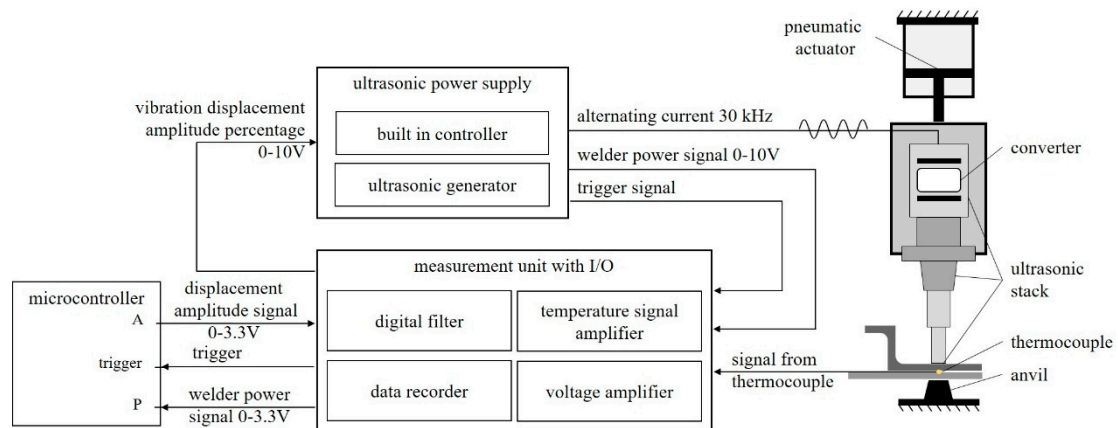 pneumatic
actuator
ultrasonic power supply
vibration displacement
amplitude percentage
0-10V
built in controller
ultrasonic generator
alternating current 30 kHz
welder power signal 0-10V
trigger signal
converter
ultrasonic
stack
measurement unit with I/O
microcontroller
A
displacement
amplitude signal
0-3.3V
digital filter
temperature signal
amplifier
trigger
trigger
P
welder power
signal 0-3.3V
data recorder
voltage amplifier
signal from
thermocouple
thermocouple
anvil